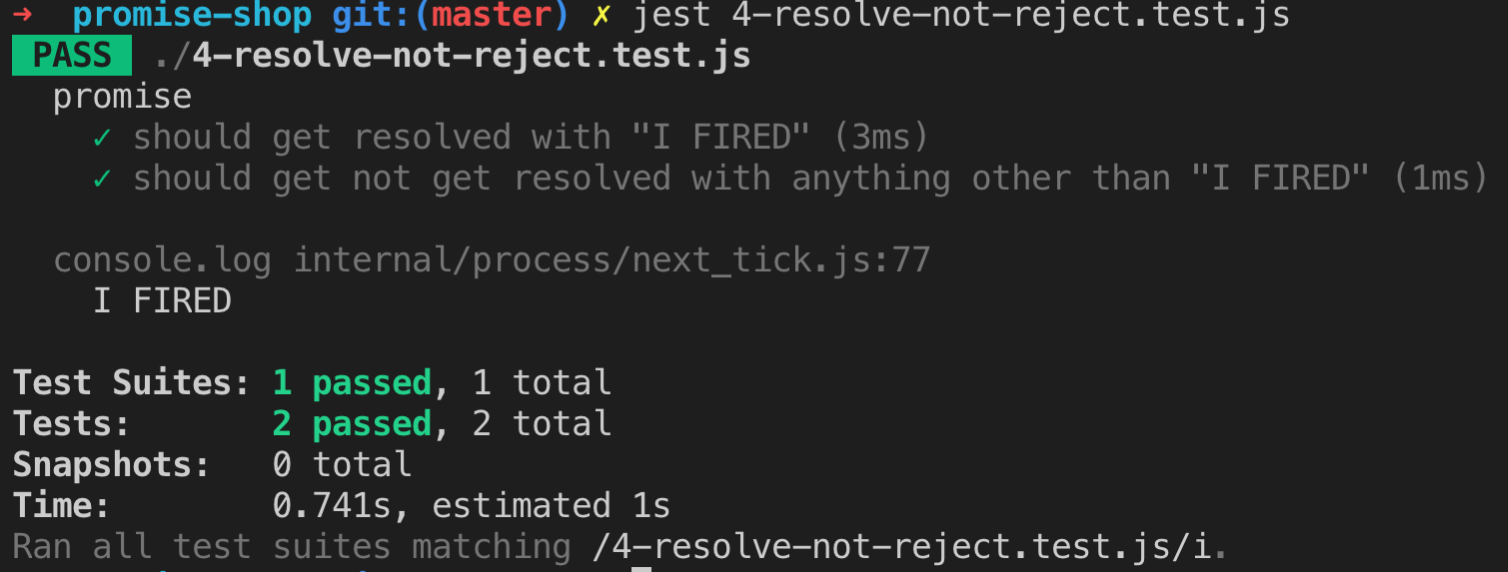 → promise-shop git:(master) ✗ jest 4-resolve-not-reject.test.js
PASS ./4-resolve-not-reject.test.js
promise
✓ should get resolved with "I FIRED" (3ms)
✓ should get not get resolved with anything other than "I FIRED" (1ms)
console.log internal/process/next_tick.js:77
I FIRED
Test Suites: 1 passed, 1 total
Tests: 2 passed, 2 total
Snapshots: 0 total
Time: 0.741s, estimated 1s
Ran all test suites matching /4-resolve-not-reject.test.js/i.